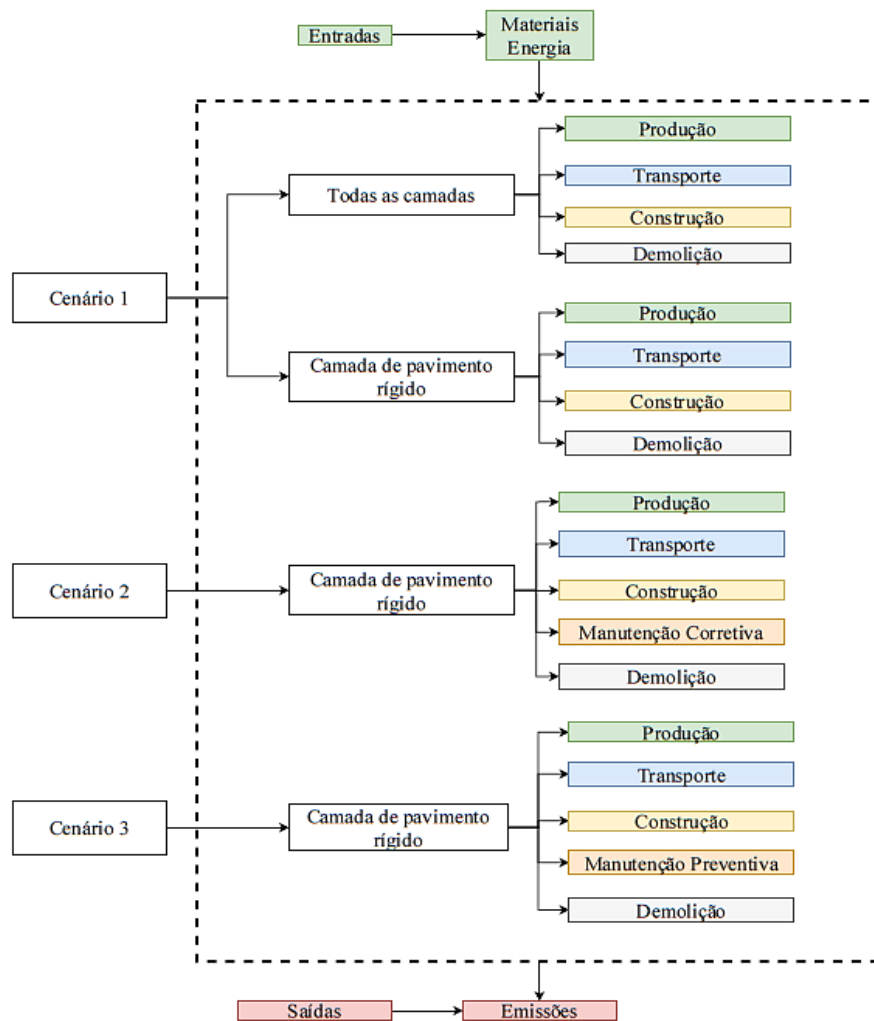 Entradas
Materiais
Energia
Produção
Transporte
Todas as camadas
Construção
Demolição
Cenário 1
Produção
Camada de pavimento
rígido
Transporte
Construção
Demolição
Cenário 2
Camada de pavimento
rígido
Produção
Transporte
Construção
Manutenção Corretiva
Demolição
Cenário 3
Camada de pavimento
rígido
Produção
Transporte
Construção
Manutenção Preventiva
Demolição
Saídas
Emissões